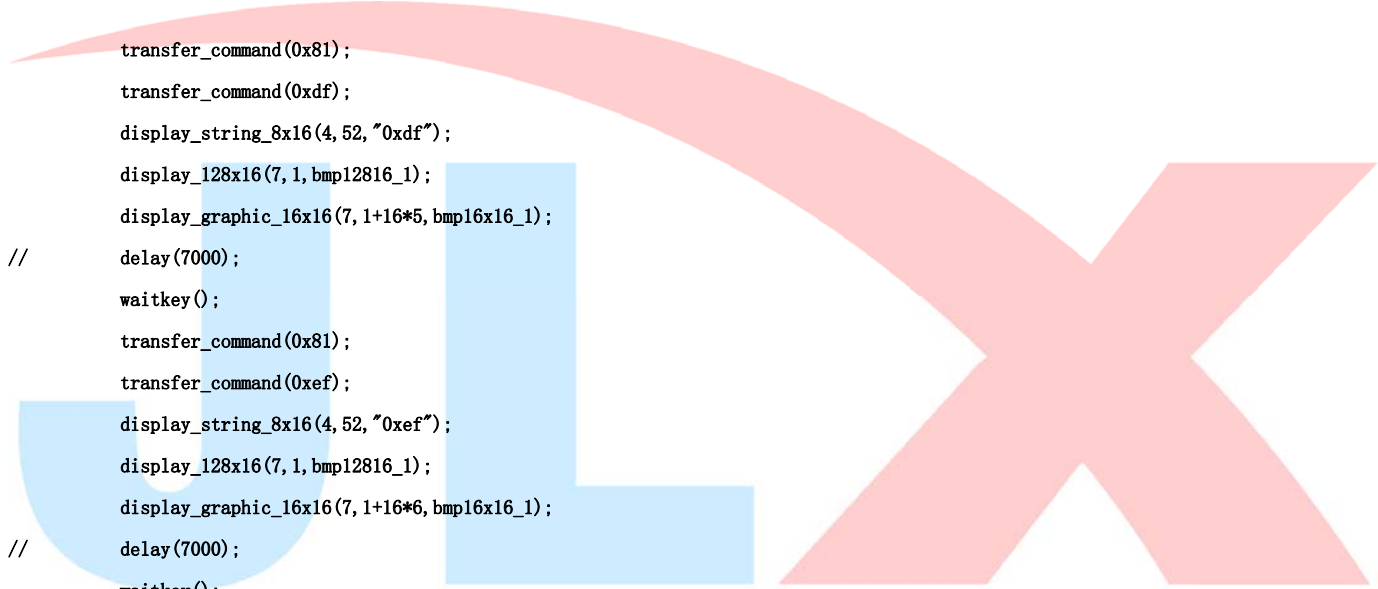 transfer_command(0x81);
transfer_command(0xdf);
display_string_8x16(4,52,"0xdf");
display_128x16(7,1,bmp12816_1);
display_graphic_16x16(7,1+16*5,bmp16x16_1);
// delay(7000);
waitkey();
transfer_command(0x81);
transfer_command(0xef);
display_string_8x16(4,52,"0xef");
display_128x16(7,1,bmp12816_1);
display_graphic_16x16(7,1+16*6,bmp16x16_1);
// delay(7000);
waitkey();
JLX